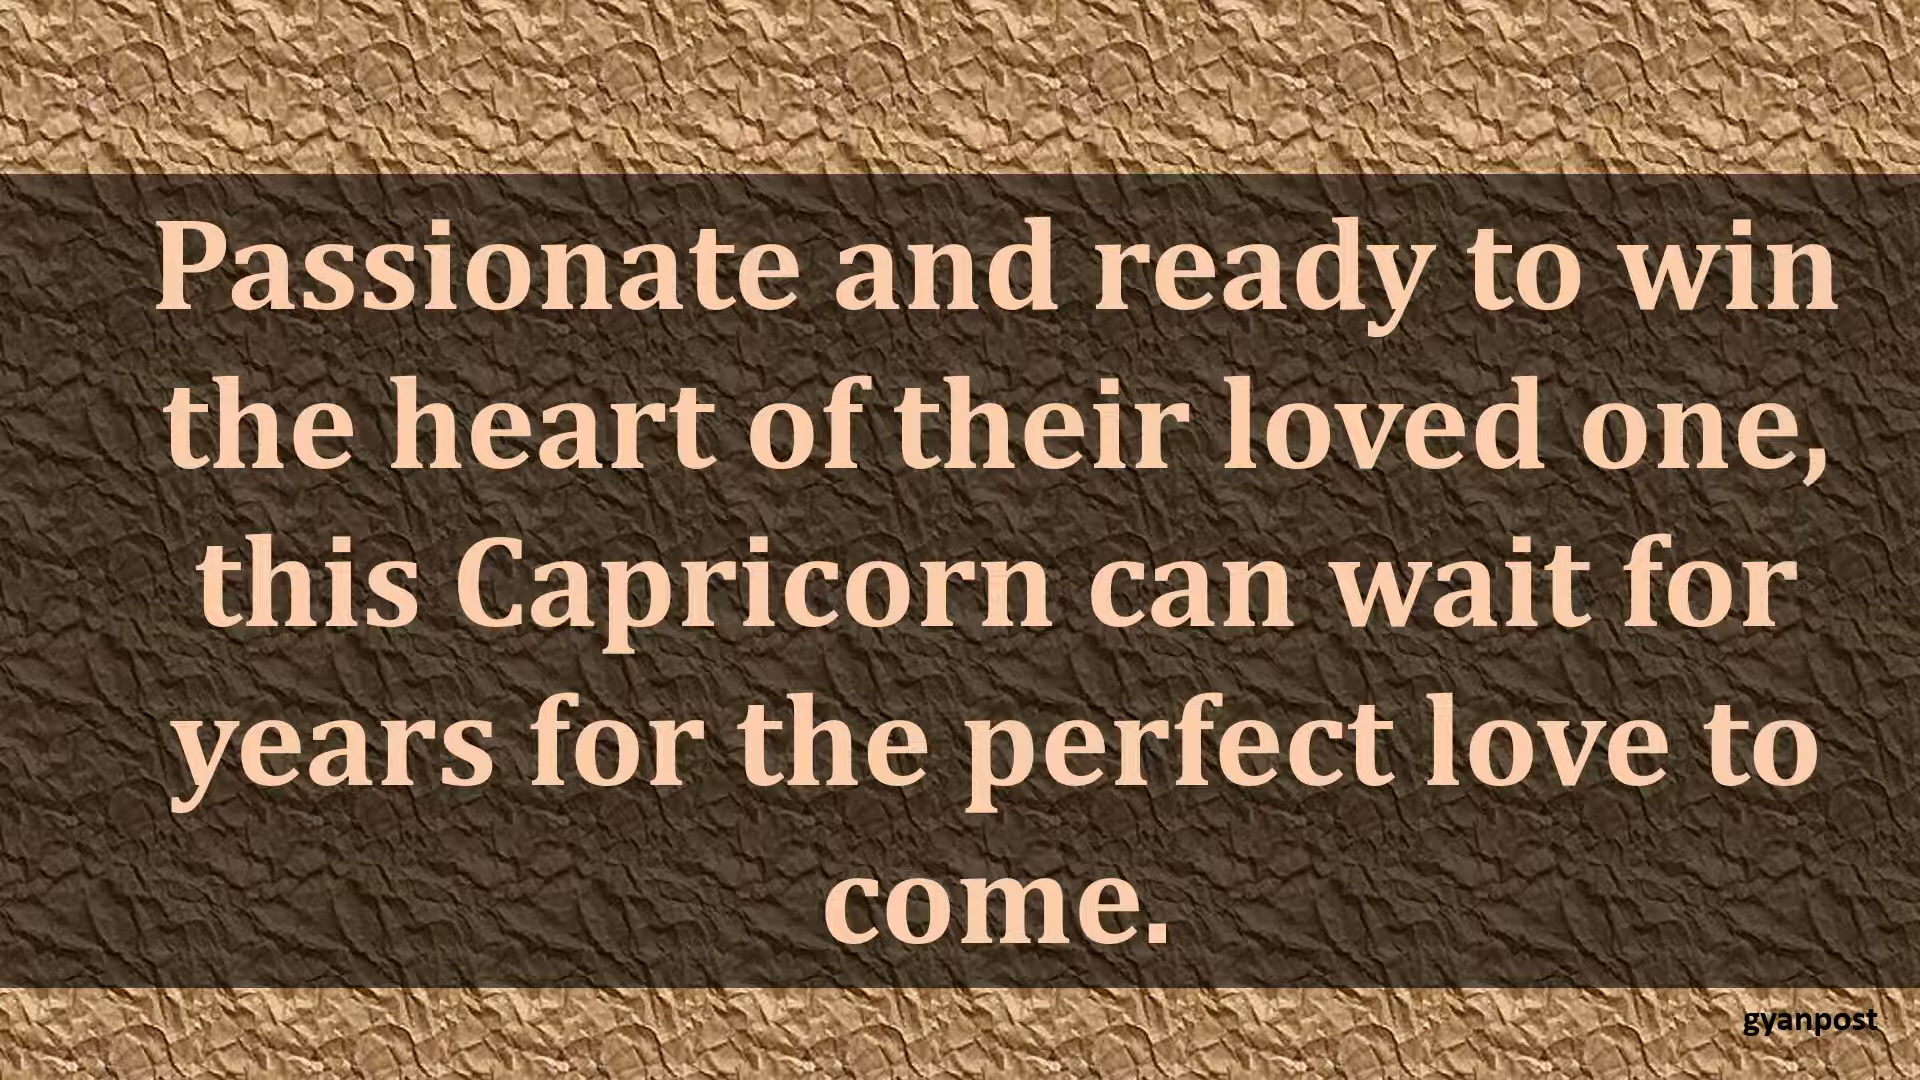 Passionate and ready to win
the heart of their loved one,
this Capricorn can wait for
years for the perfect love to
come.
gyanpost